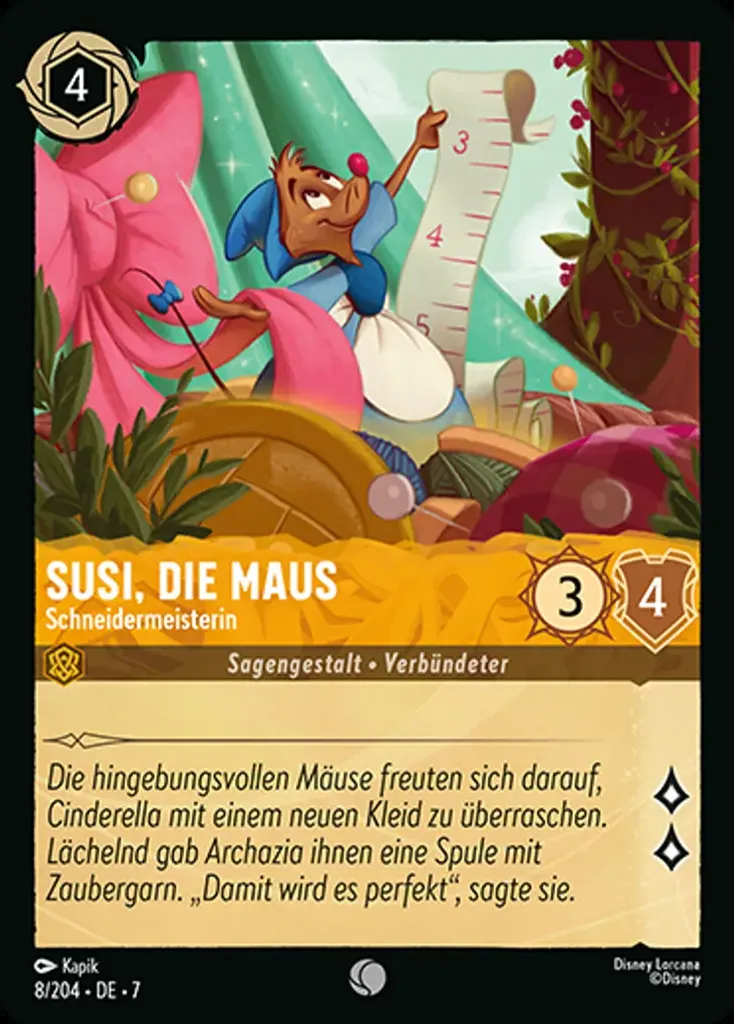 4
3
4
5
SUSI, DIE MAUS
Schneidermeisterin
3
4
Sagengestalt • Verbündeter
Die hingebungsvollen Mäuse freuten sich darauf,
Cinderella mit einem neuen Kleid zu überraschen.
Lächelnd gab Archazia ihnen eine Spule mit
Zaubergarn. „Damit wird es perfekt“, sagte sie.
Kapik
8/204 • DE • 7
Disney Lorcana
©Disney